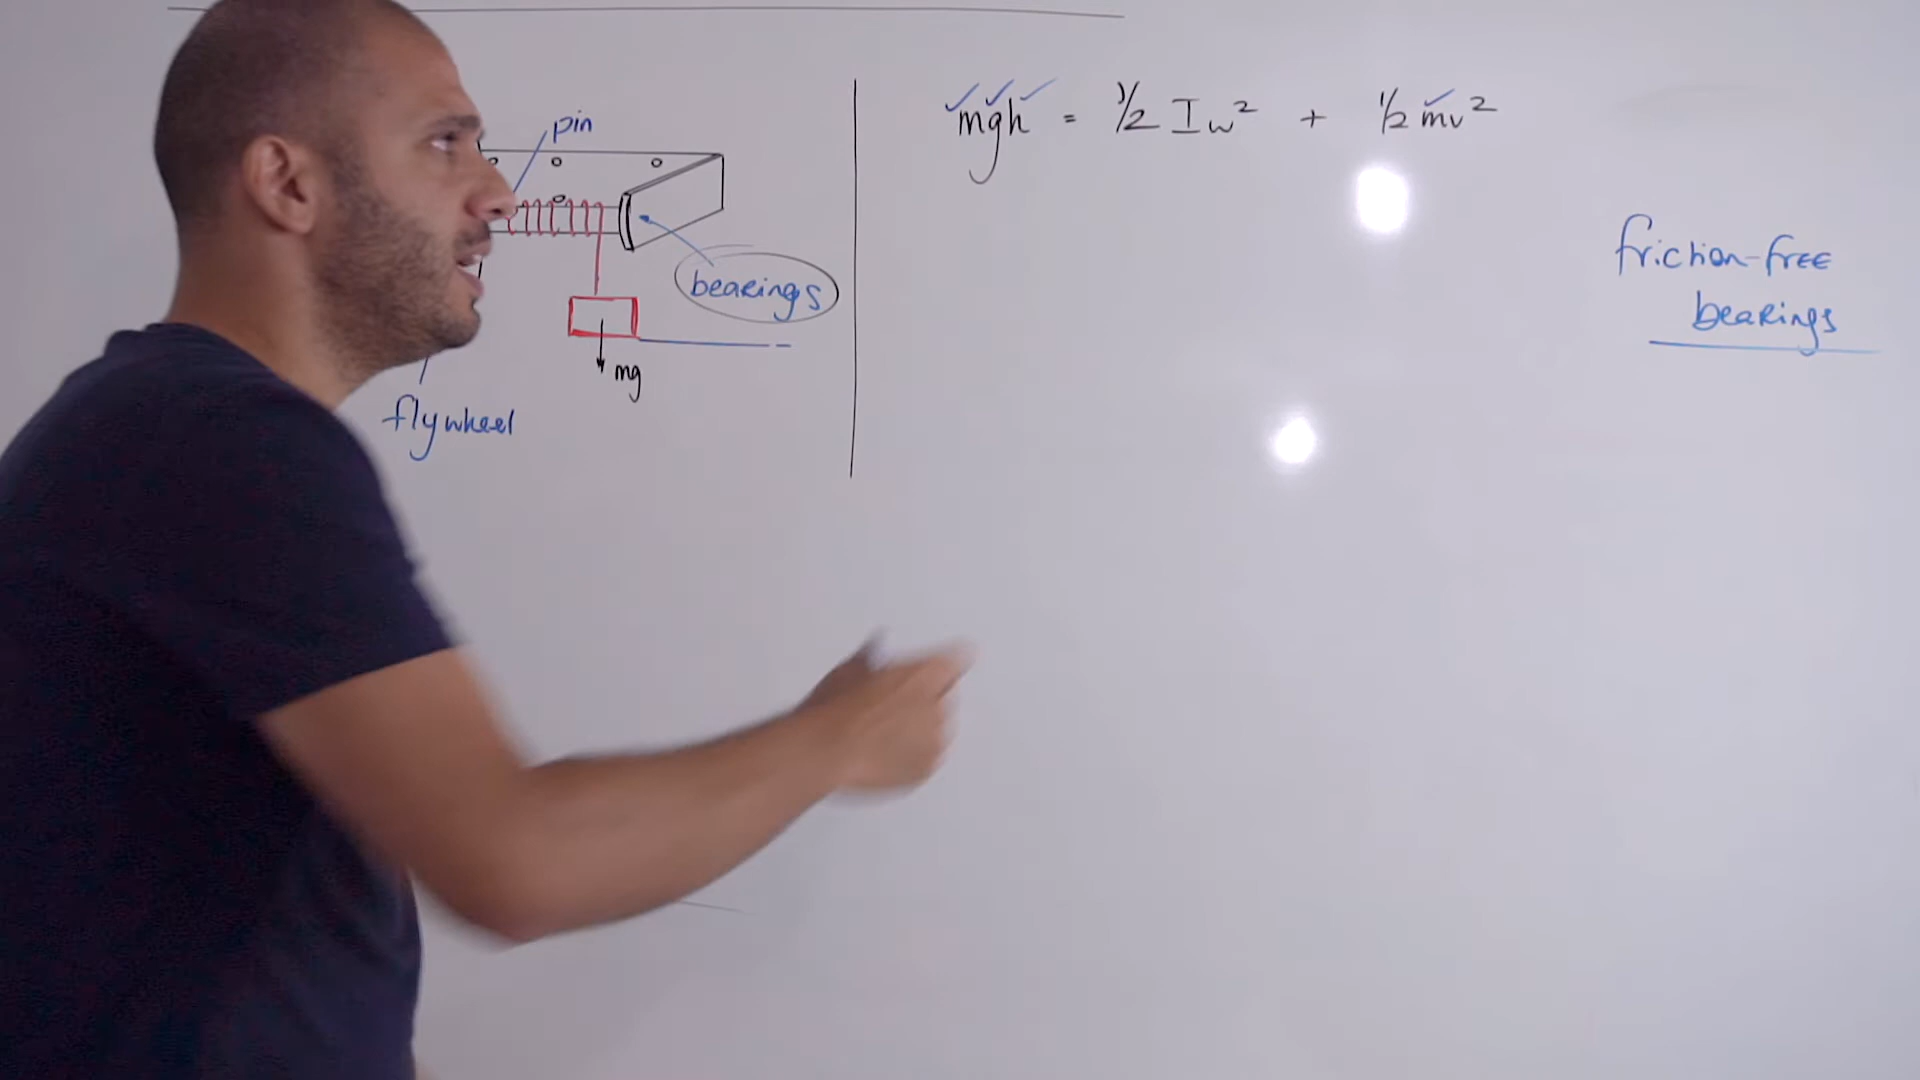 pin
bearings
mg
flywheel
mgh = 1/2 Iω² + 1/2 mv²
friction-free
bearings